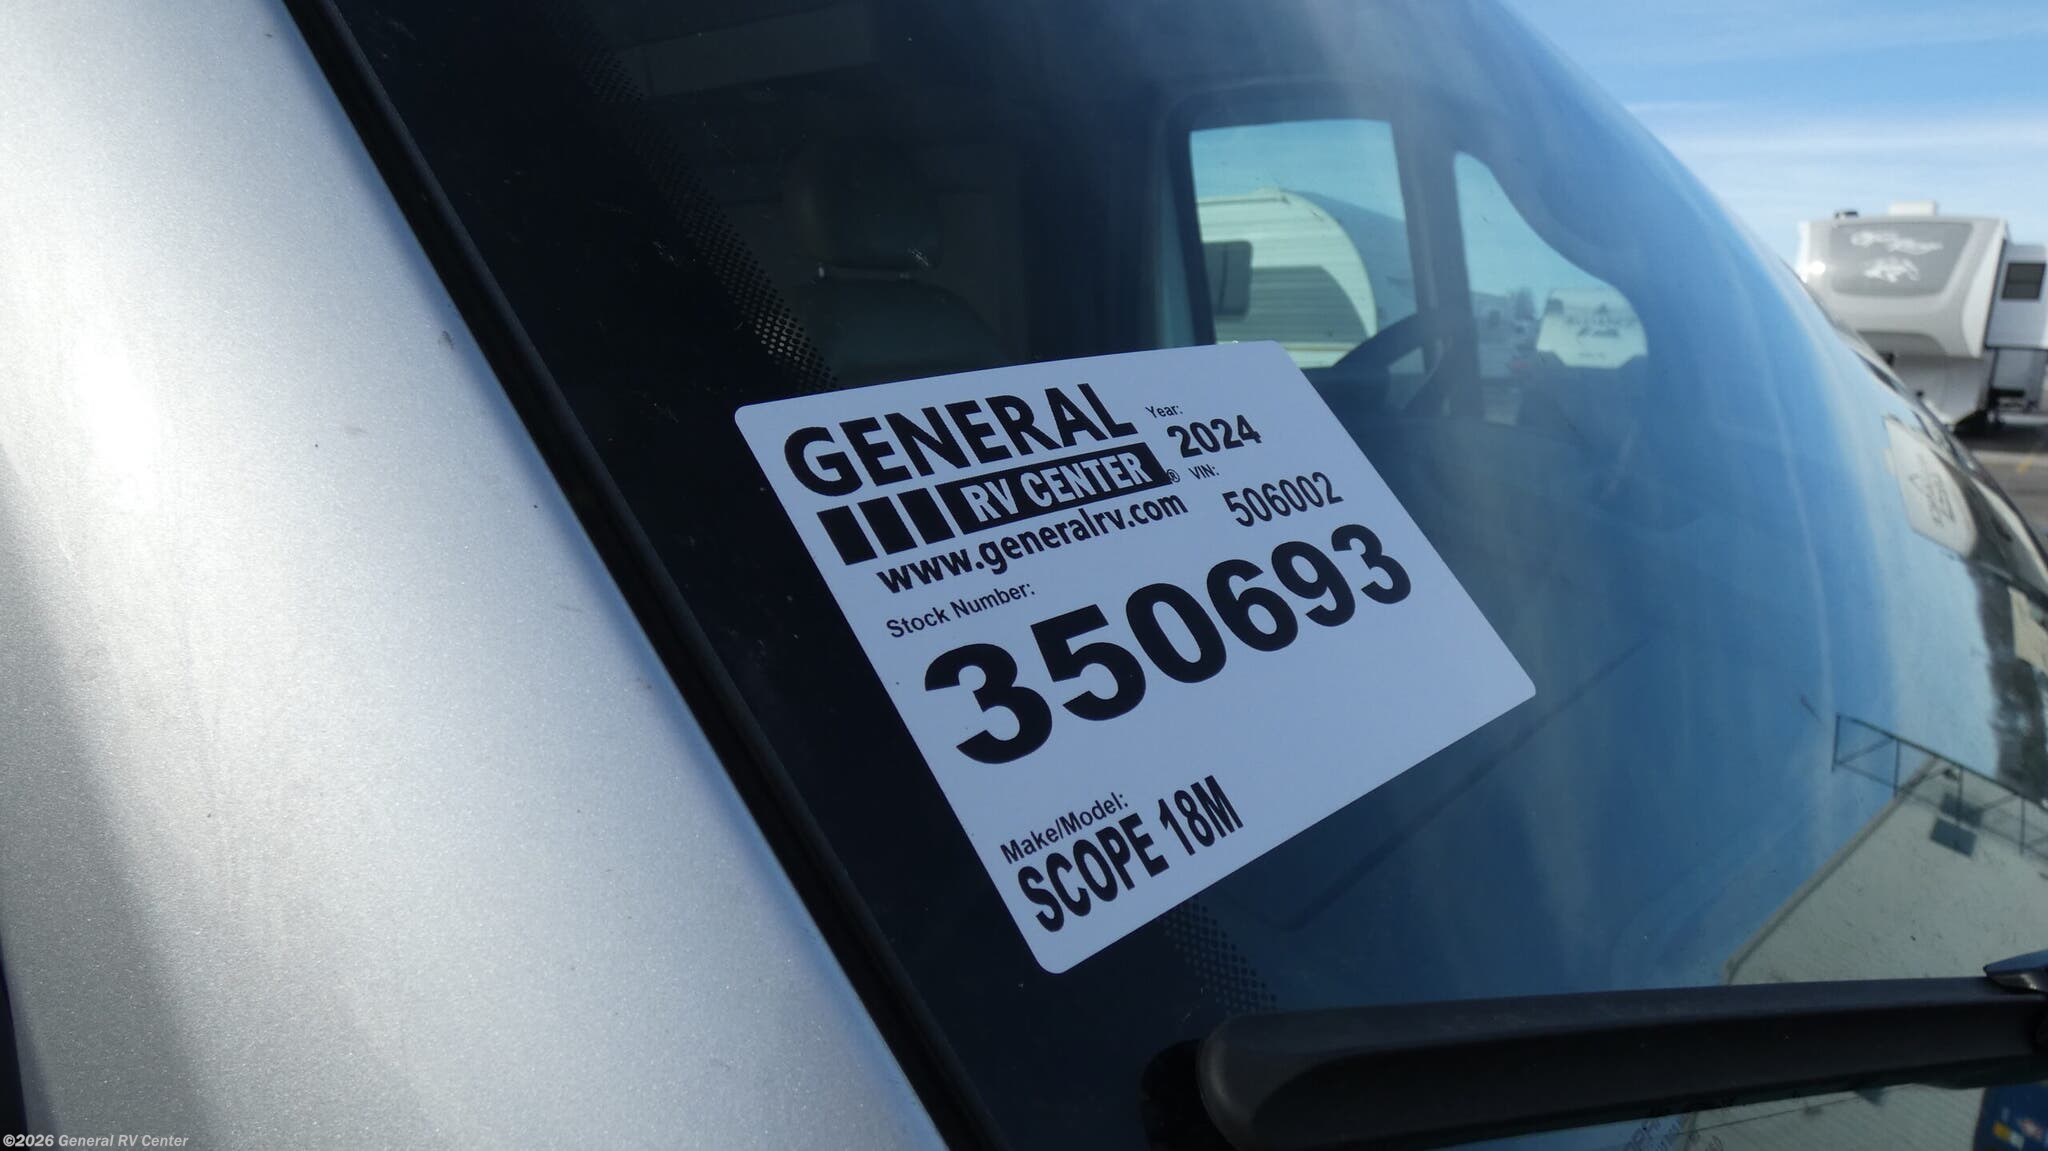 GENERAL
RV CENTER®
www.generalrv.com
Year:
2024
VIN:
506002
Stock Number:
350693
Make/Model:
SCOPE 18M
©2026 General RV Center